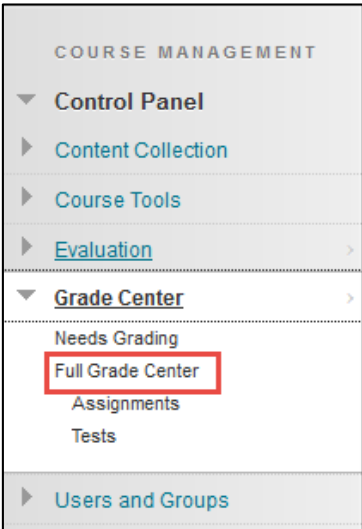 COURSE MANAGEMENT
Control Panel
Content Collection
Course Tools
Evaluation
Grade Center
Needs Grading
Full Grade Center
Assignments
Tests
Users and Groups